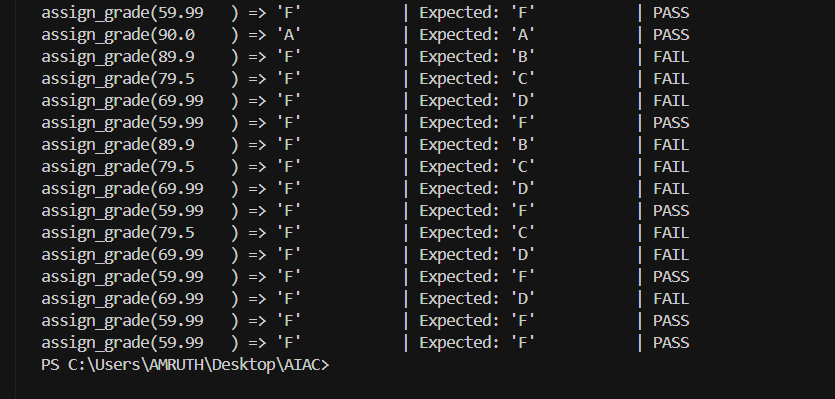 assign_grade(59.99   ) => 'F'            | Expected: 'F'            | PASS
assign_grade(90.0    ) => 'A'            | Expected: 'A'            | PASS
assign_grade(89.9    ) => 'F'            | Expected: 'B'            | FAIL
assign_grade(79.5    ) => 'F'            | Expected: 'C'            | FAIL
assign_grade(69.99   ) => 'F'            | Expected: 'D'            | FAIL
assign_grade(59.99   ) => 'F'            | Expected: 'F'            | PASS
assign_grade(89.9    ) => 'F'            | Expected: 'B'            | FAIL
assign_grade(79.5    ) => 'F'            | Expected: 'C'            | FAIL
assign_grade(69.99   ) => 'F'            | Expected: 'D'            | FAIL
assign_grade(59.99   ) => 'F'            | Expected: 'F'            | PASS
assign_grade(79.5    ) => 'F'            | Expected: 'C'            | FAIL
assign_grade(69.99   ) => 'F'            | Expected: 'D'            | FAIL
assign_grade(59.99   ) => 'F'            | Expected: 'F'            | PASS
assign_grade(69.99   ) => 'F'            | Expected: 'D'            | FAIL
assign_grade(59.99   ) => 'F'            | Expected: 'F'            | PASS
assign_grade(59.99   ) => 'F'            | Expected: 'F'            | PASS
PS C:\Users\AMRUTH\Desktop\AIAC>